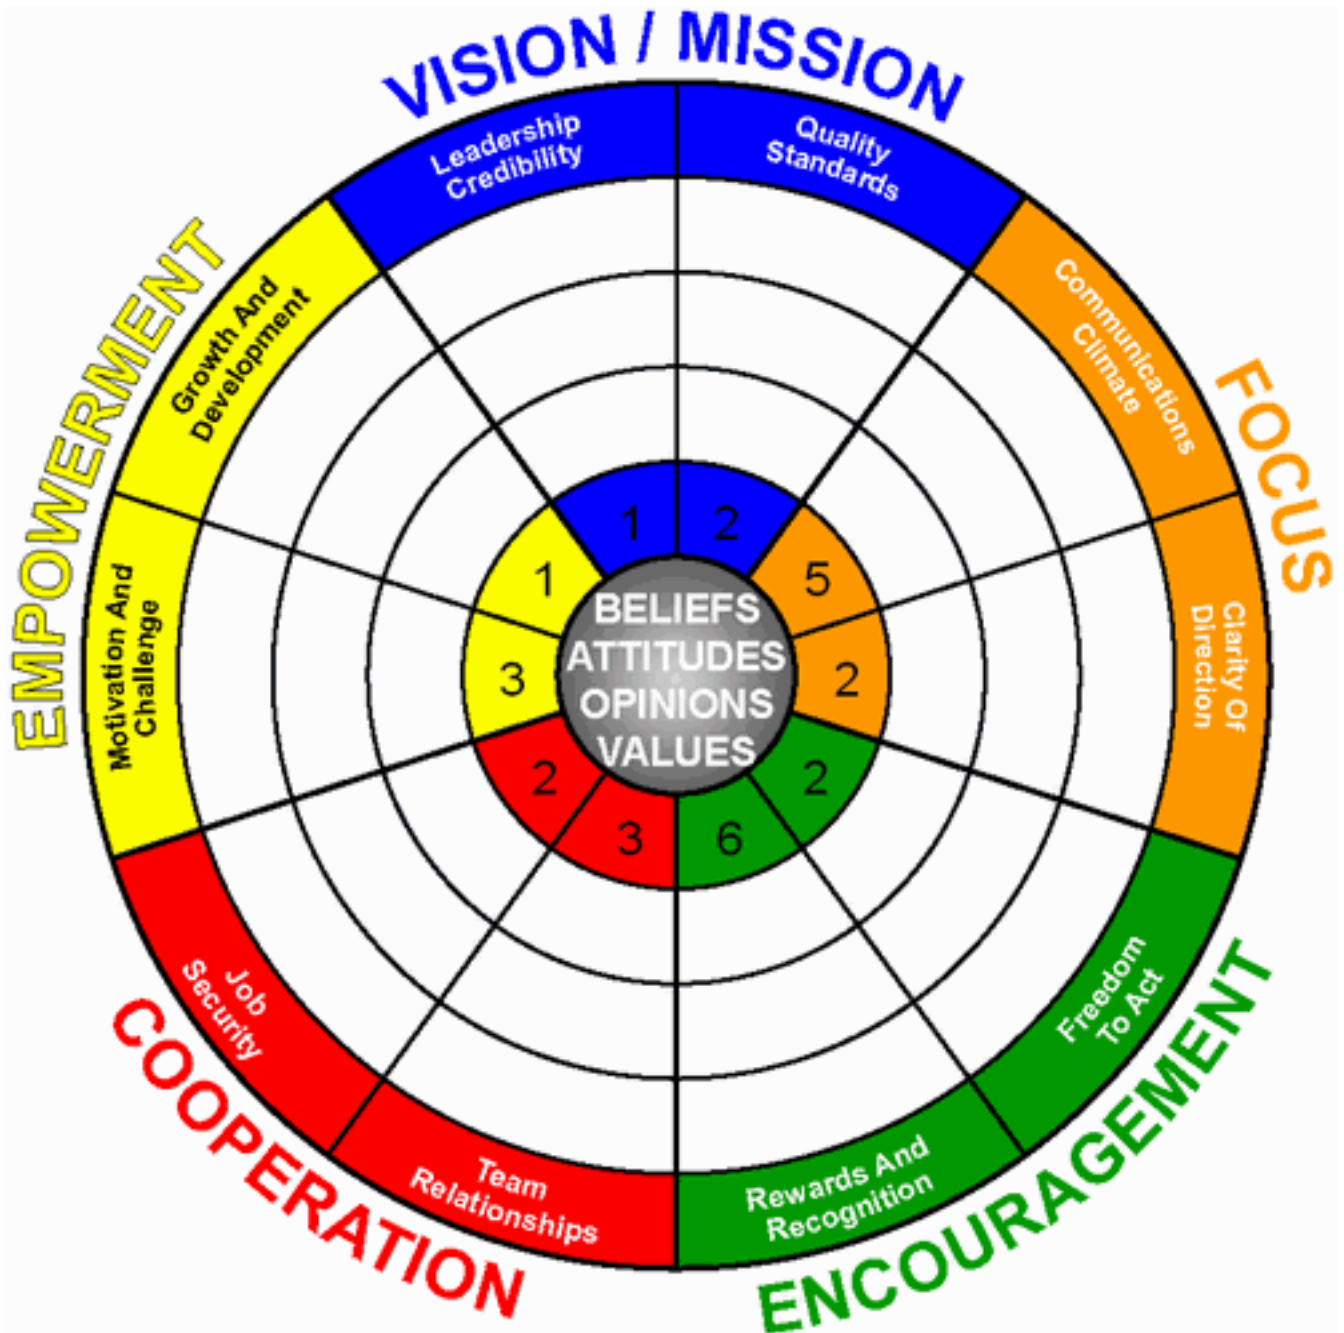 VISION / MISSION
Leadership
Credibility
Quality
Standards
FOCUS
Communications
Climate
Clarity Of
Direction
ENCOURAGEMENT
Freedom
To Act
Rewards And
Recognition
COOPERATION
Team
Relationships
Job
Security
EMPOWERMENT
Motivation And
Challenge
Growth And
Development
1
2
5
2
2
6
3
2
3
1
BELIEFS
ATTITUDES
OPINIONS
VALUES